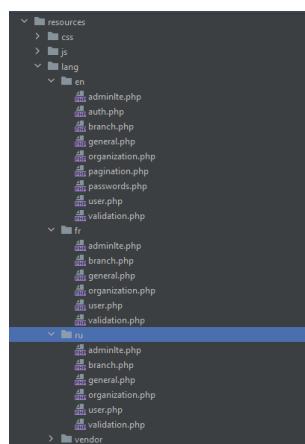 resources
css
js
lang
en
adminlte.php
auth.php
branch.php
general.php
organization.php
pagination.php
passwords.php
user.php
validation.php
fr
adminlte.php
branch.php
general.php
organization.php
user.php
validation.php
ru
adminlte.php
branch.php
general.php
organization.php
user.php
validation.php
vendor